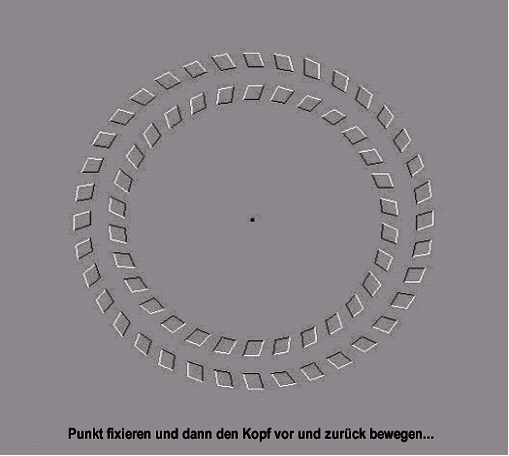 Punkt fixieren und dann den Kopf vor und zurück bewegen...